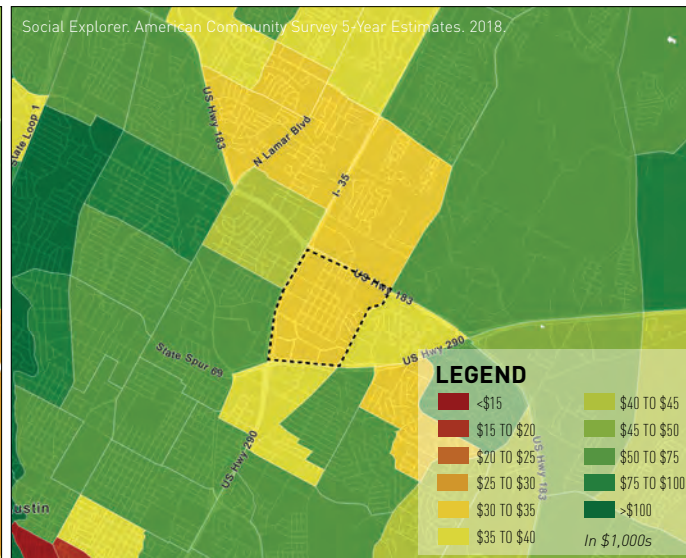 Social Explorer. American Community Survey 5-Year Estimates. 2018.
State Loop 1
US Hwy 183
N Lamar Blvd
I- 35
US Hwy 183
State Spur 69
US Hwy 290
US Hwy 290
US Hwy 183
ustin
LEGEND
<$15
$15 TO $20
$20 TO $25
$25 TO $30
$30 TO $35
$35 TO $40
$40 TO $45
$45 TO $50
$50 TO $75
$75 TO $100
>$100
In $1,000s